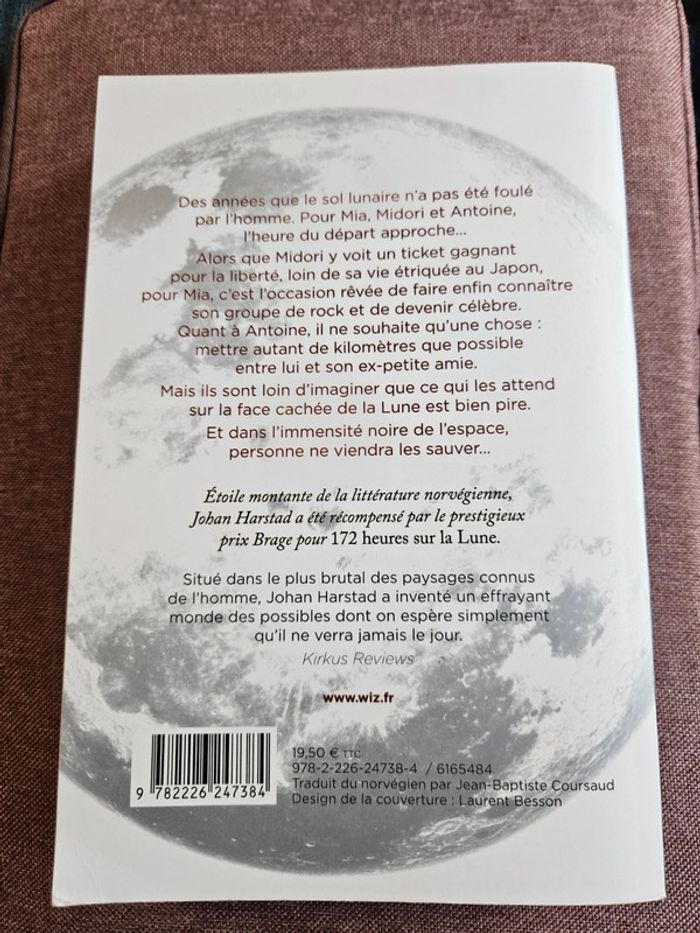 Des années que le sol lunaire n'a pas été foulé
par l'homme. Pour Mia, Midori et Antoine,
l'heure du départ approche...
Alors que Midori y voit un ticket gagnant
pour la liberté, loin de sa vie étriquée au Japon,
pour Mia, c'est l'occasion rêvée de faire enfin connaître
son groupe de rock et de devenir célèbre.
Quant à Antoine, il ne souhaite qu'une chose :
mettre autant de kilomètres que possible
entre lui et son ex-petite amie.
Mais ils sont loin d'imaginer que ce qui les attend
sur la face cachée de la Lune est bien pire.
Et dans l'immensité noire de l'espace,
personne ne viendra les sauver...
Étoile montante de la littérature norvégienne,
Johan Harstad a été récompensé par le prestigieux
prix Brage pour 172 heures sur la Lune.
Situé dans le plus brutal des paysages connus
de l'homme, Johan Harstad a inventé un effrayant
monde des possibles dont on espère simplement
qu'il ne verra jamais le jour.
Kirkus Reviews
www.wiz.fr
19,50 € TTC
978-2-226-24738-4 / 6165484
Traduit du norvégien par Jean-Baptiste Coursaud
Design de la couverture : Laurent Besson
9 782226 247384